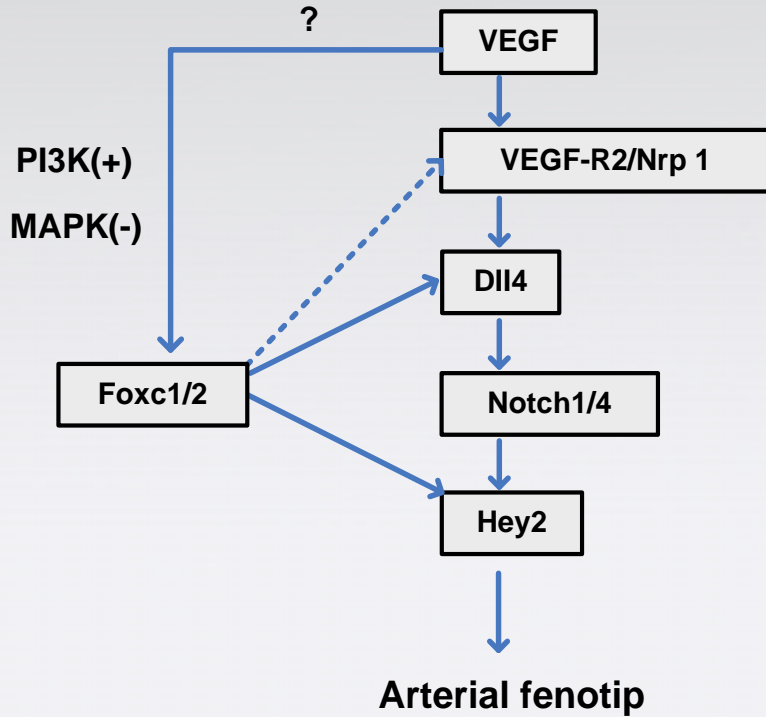 ?
VEGF
PI3K(+)
VEGF-R2/Nrp 1
MAPK(-)
Dll4
Foxc1/2
Notch1/4
Hey2
Arterial fenotip